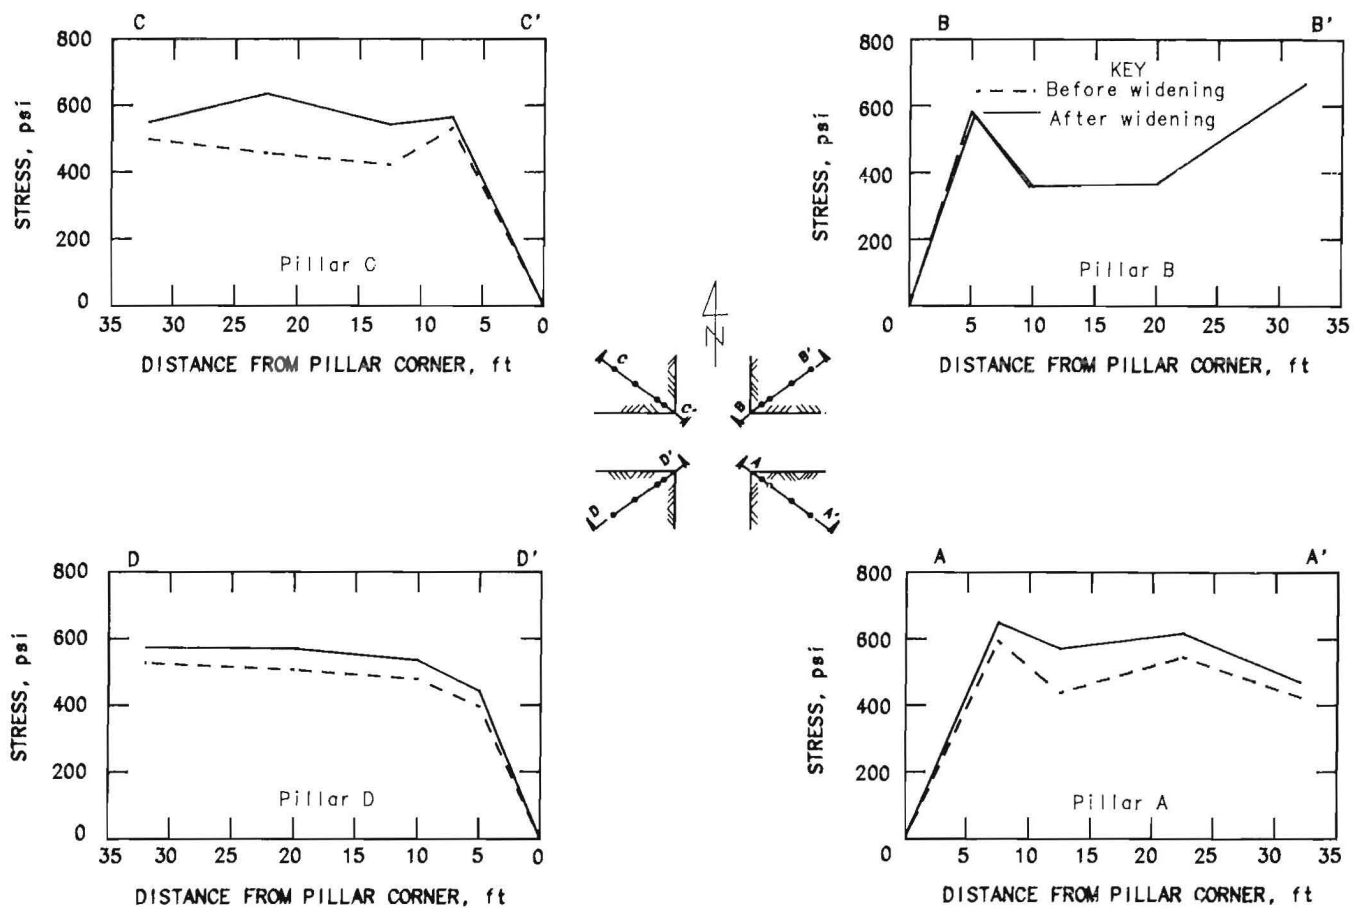 C C'
800
600
400
200
0
STRESS, psi
Pillar C
35 30 25 20 15 10 5 0
DISTANCE FROM PILLAR CORNER, ft
B B'
800
600
400
200
0
STRESS, psi
KEY
Before widening
After widening
Pillar B
5 10 15 20 25 30 35
DISTANCE FROM PILLAR CORNER, ft
N
C B'
C' B
D' A
D A'
D D'
800
600
400
200
0
STRESS, psi
Pillar D
35 30 25 20 15 10 5 0
DISTANCE FROM PILLAR CORNER, ft
A A'
800
600
400
200
0
STRESS, psi
Pillar A
5 10 15 20 25 30 35
DISTANCE FROM PILLAR CORNER, ft